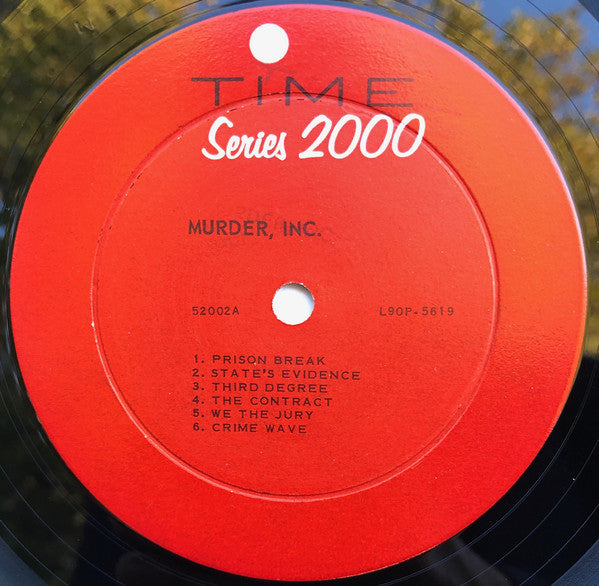 TIME
Series 2000
MURDER, INC.
52002A L90P-5619
1. PRISON BREAK
2. STATE'S EVIDENCE
3. THIRD DEGREE
4. THE CONTRACT
5. WE THE JURY
6. CRIME WAVE